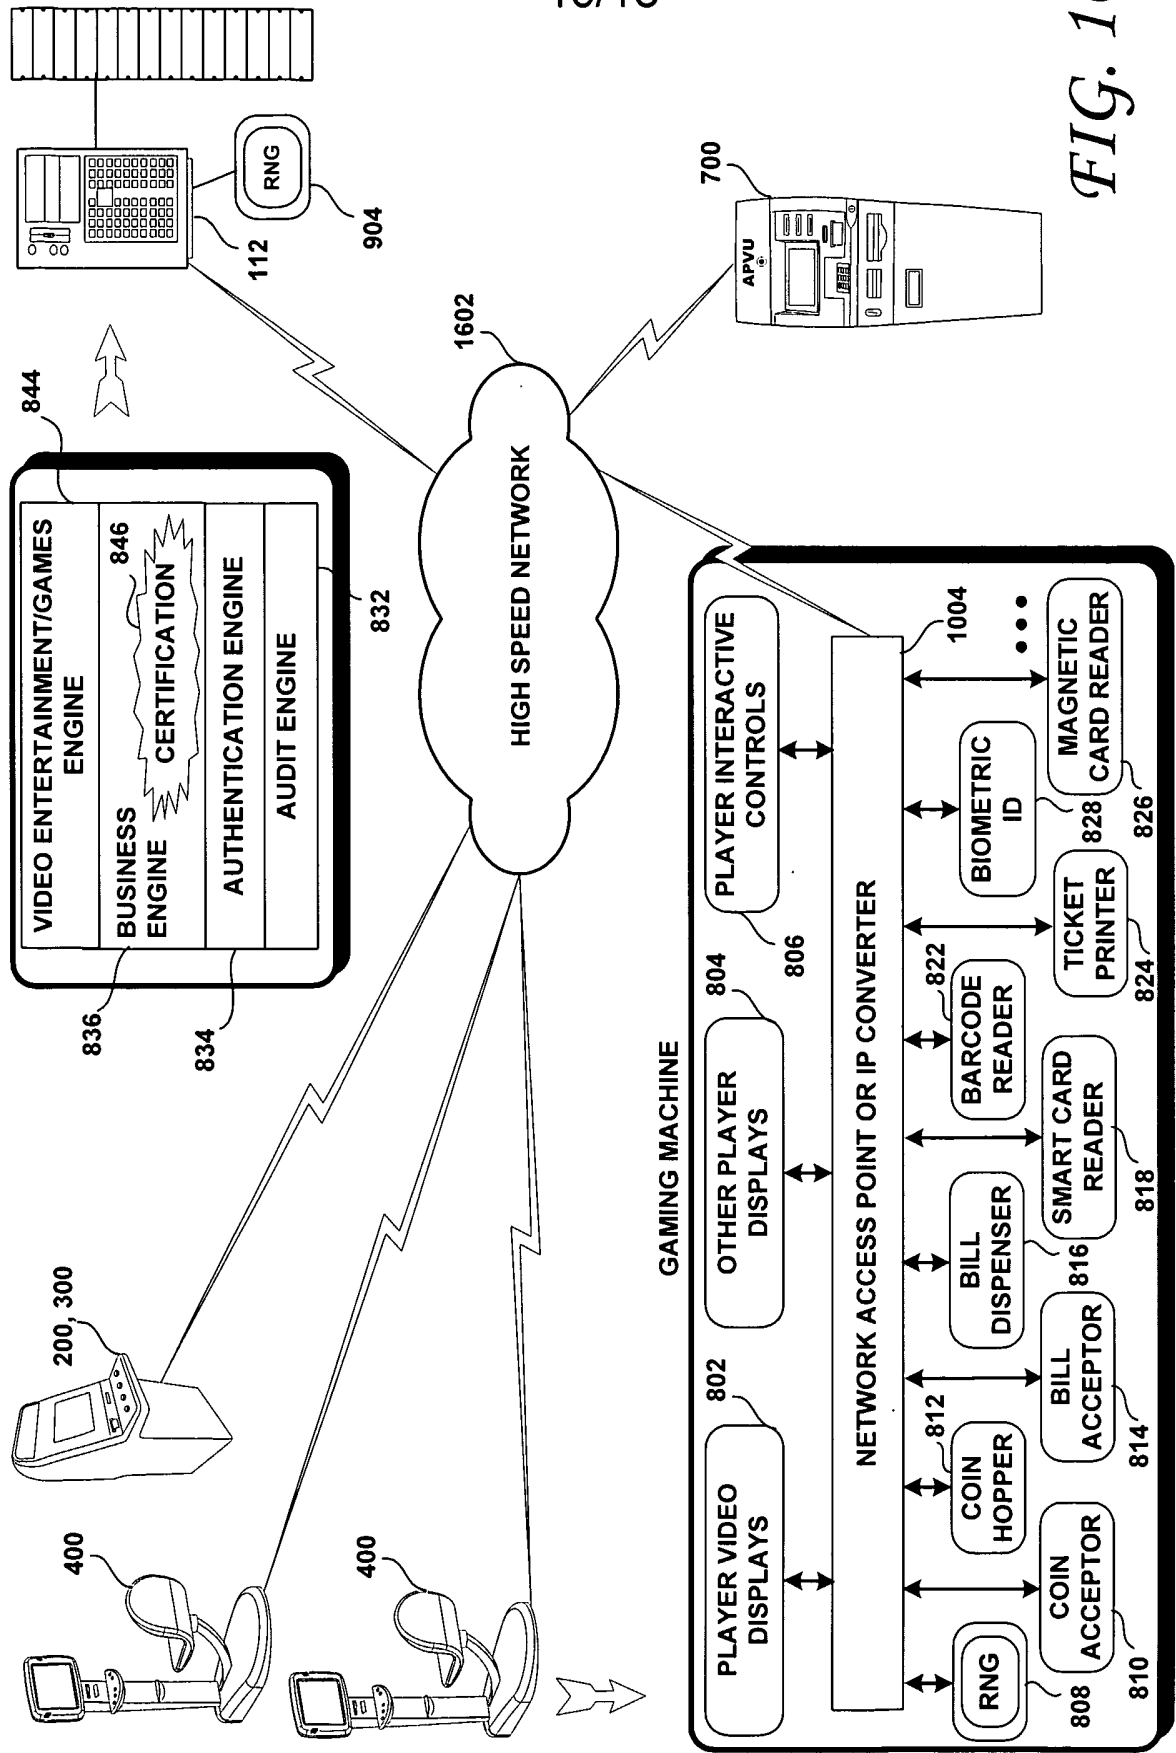 200, 300
400
400
VIDEO ENTERTAINMENT/GAMES
ENGINE
844
BUSINESS
ENGINE
CERTIFICATION
846
AUTHENTICATION ENGINE
AUDIT ENGINE
836
834
832
112
RNG
904
HIGH SPEED NETWORK
1602
APVU
700
GAMING MACHINE
PLAYER VIDEO
DISPLAYS
802
OTHER PLAYER
DISPLAYS
804
PLAYER INTERACTIVE
CONTROLS
806
NETWORK ACCESS POINT OR IP CONVERTER
1004
RNG
808
COIN
ACCEPTOR
810
COIN
HOPPER
812
BILL
ACCEPTOR
814
BILL
DISPENSER
816
SMART CARD
READER
818
BARCODE
READER
822
TICKET
PRINTER
824
BIOMETRIC
ID
828
MAGNETIC
CARD READER
826
FIG.